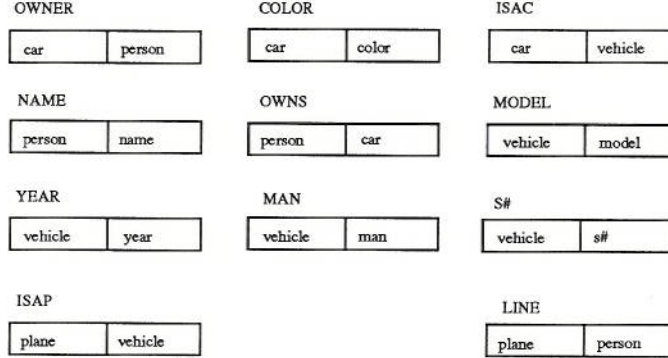 OWNER COLOR ISAC
car person car color car vehicle
NAME OWNS MODEL
person name person car vehicle model
YEAR MAN S#
vehicle year vehicle man vehicle s#
ISAP LINE
plane vehicle plane person